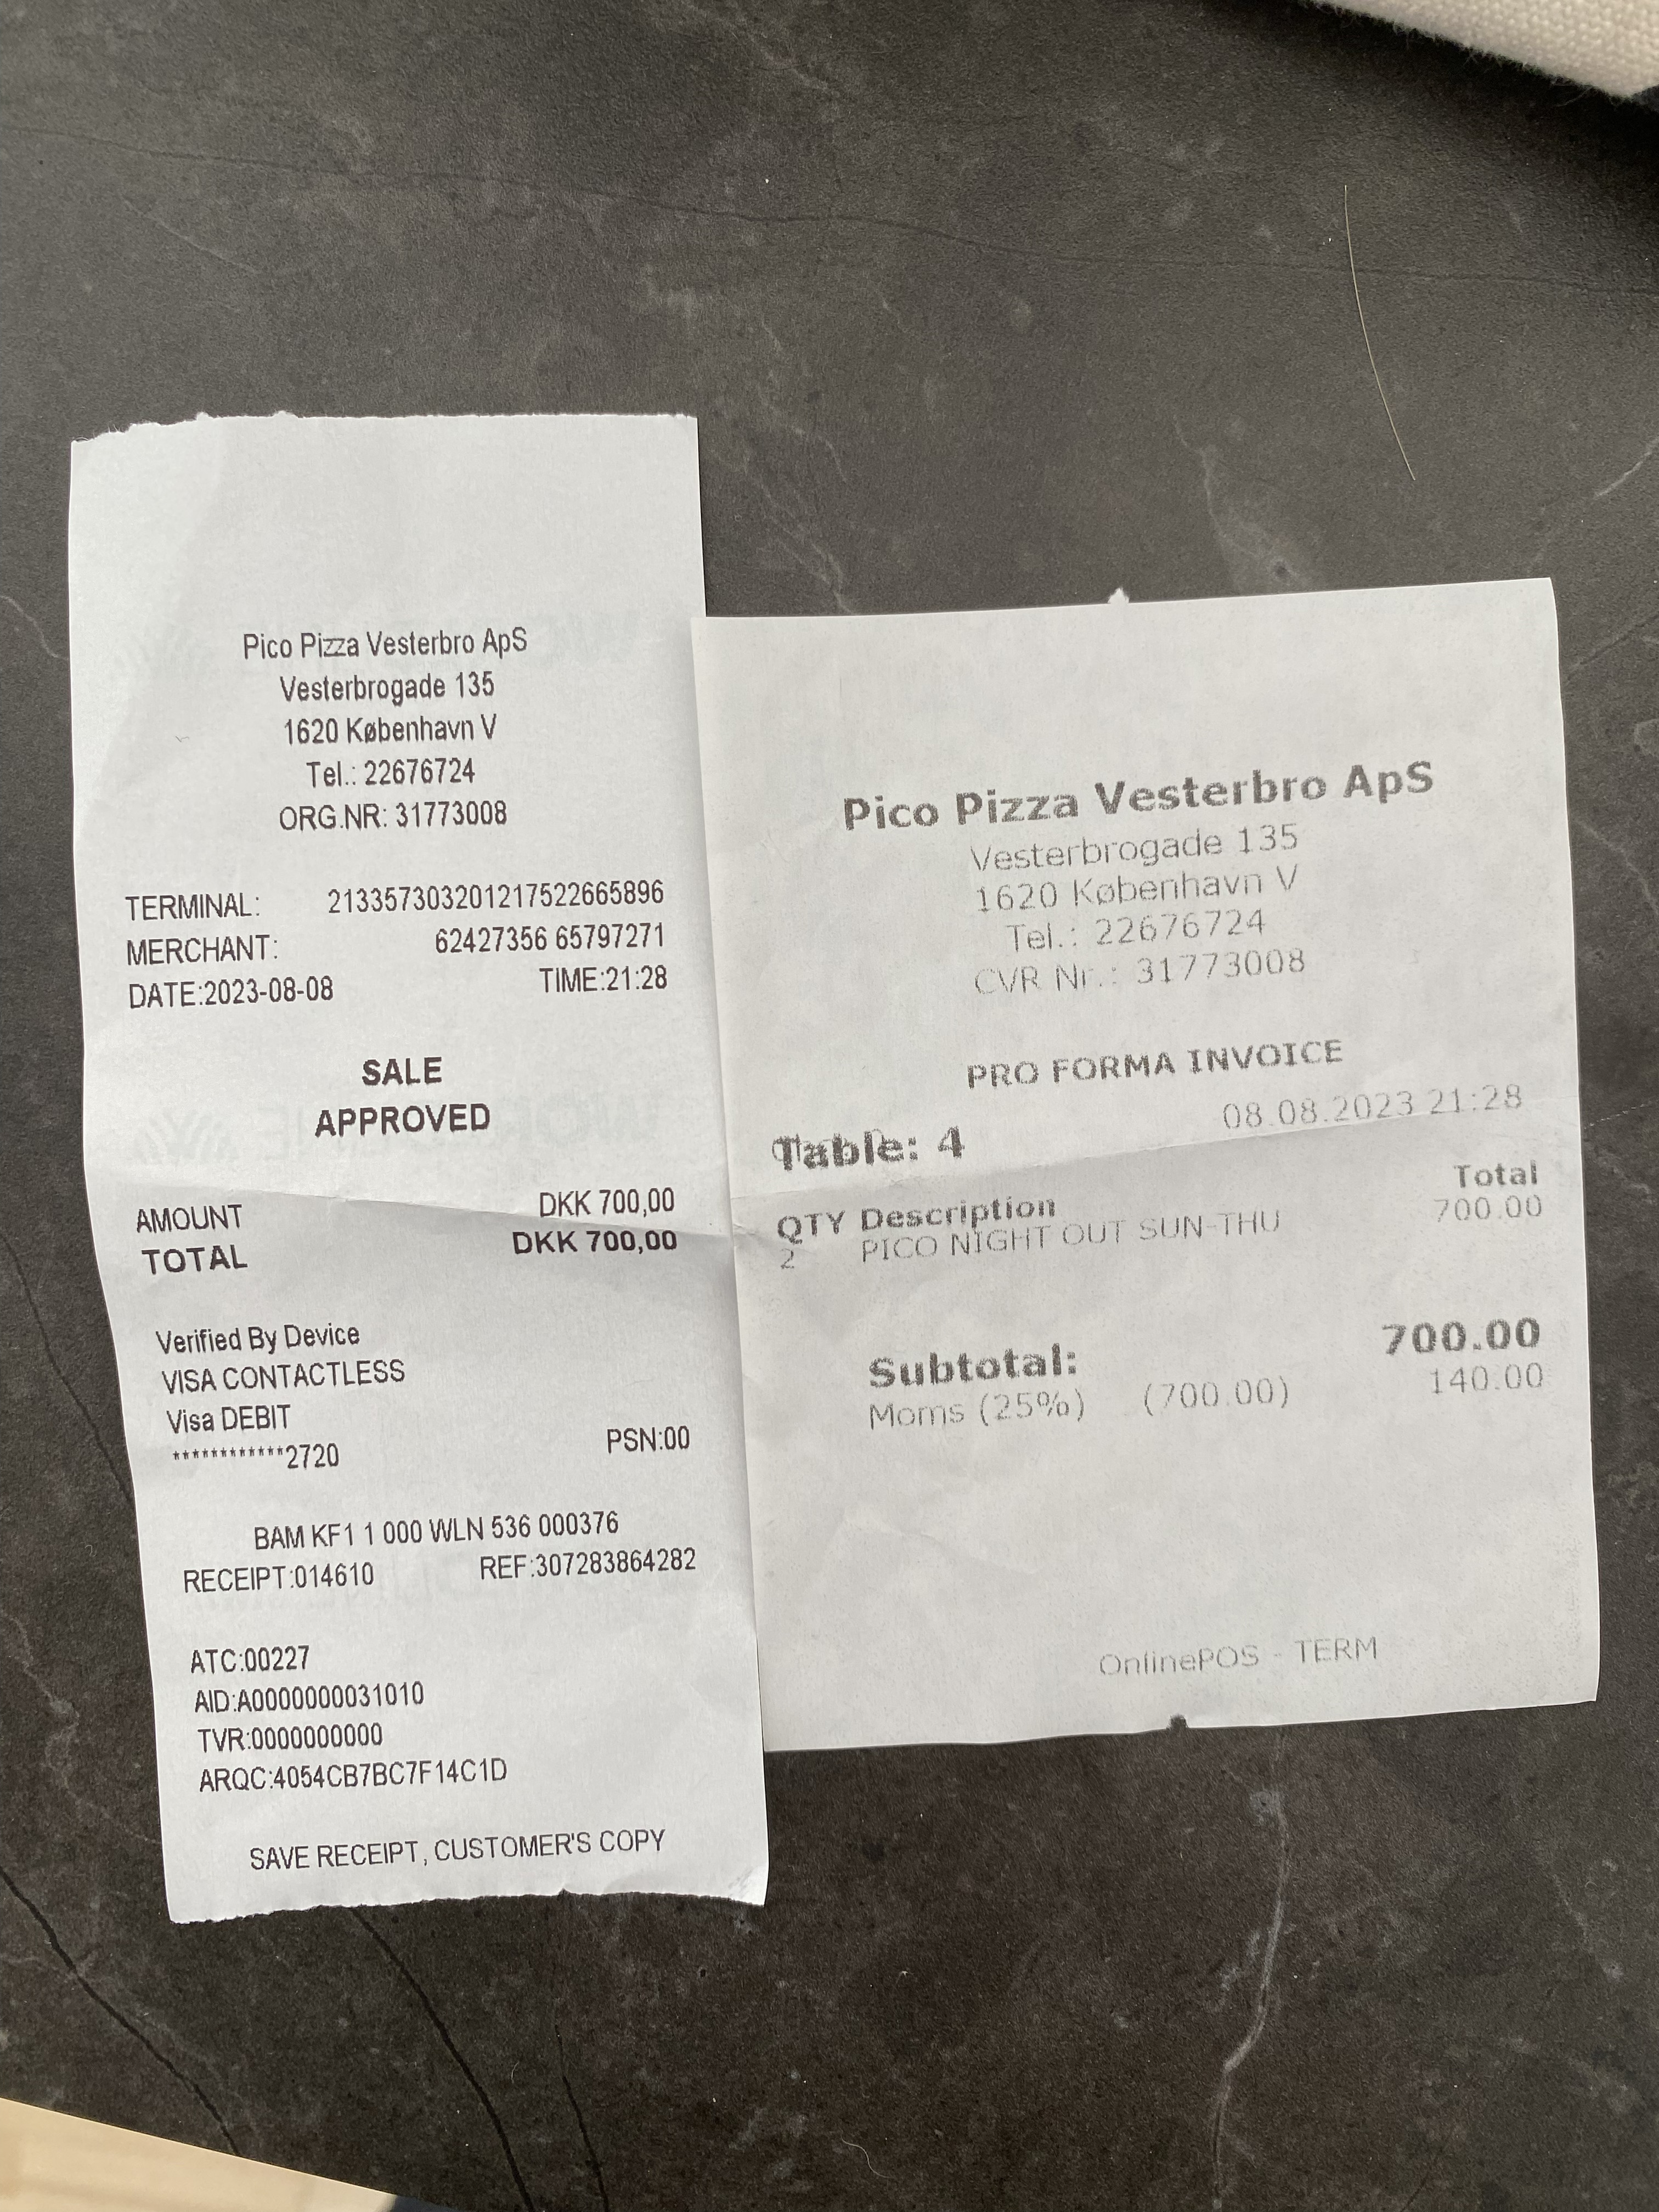 Pico Pizza Vesterbro ApS
Vesterbrogade 135
1620 København V
Tel.: 22676724
ORG.NR: 31773008
TERMINAL: 213357303201217522665896
MERCHANT: 62427356 65797271
DATE:2023-08-08 TIME:21:28
SALE
APPROVED
AMOUNT DKK 700,00
TOTAL DKK 700,00
Verified By Device
VISA CONTACTLESS
Visa DEBIT
************2720 PSN:00
BAM KF1 1 000 WLN 536 000376
RECEIPT:014610 REF:307283864282
ATC:00227
AID:A0000000031010
TVR:0000000000
ARQC:4054CB7BC7F14C1D
SAVE RECEIPT, CUSTOMER'S COPY
Pico Pizza Vesterbro ApS
Vesterbrogade 135
1620 København V
Tel.: 22676724
CVR Nr.: 31773008
PRO FORMA INVOICE
08.08.2023 21:28
Table: 4
QTY Description Total
2 PICO NIGHT OUT SUN-THU 700.00
Subtotal: 700.00
Moms (25%) (700.00) 140.00
OnlinePOS - TERM